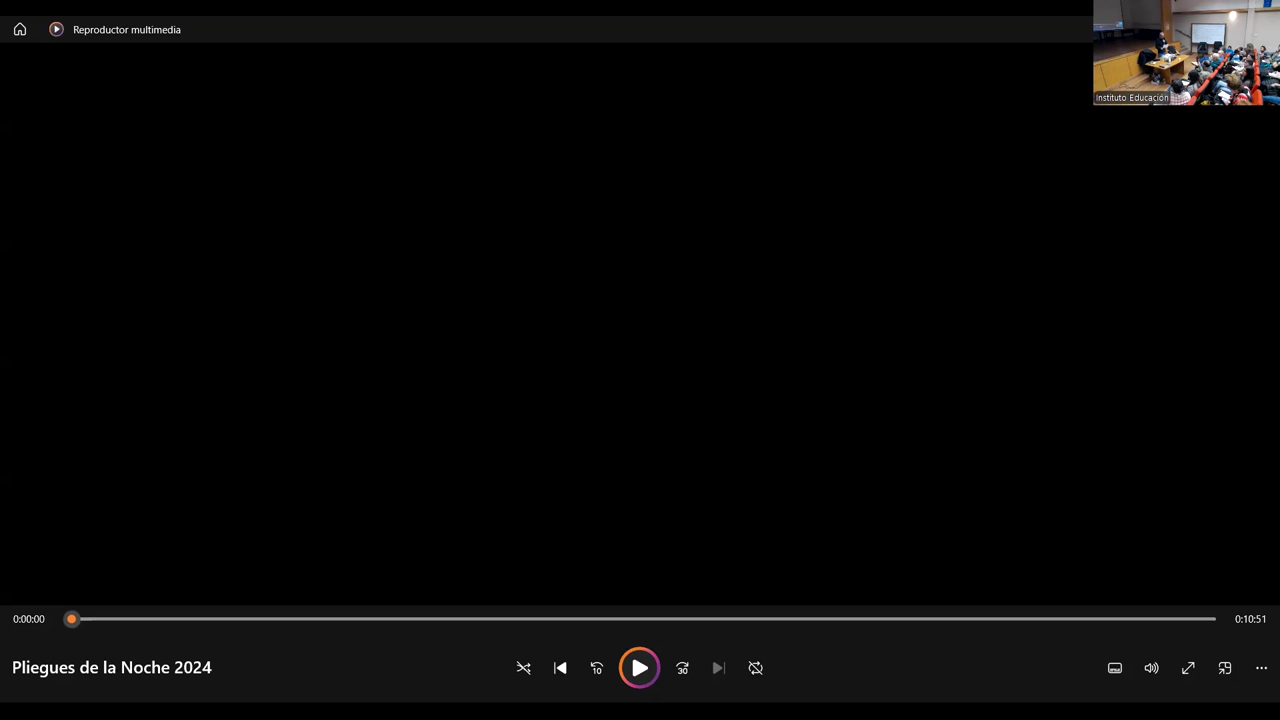 Reproductor multimedia
Instituto Educación
0:00:00
0:10:51
Pliegues de la Noche 2024
10
30